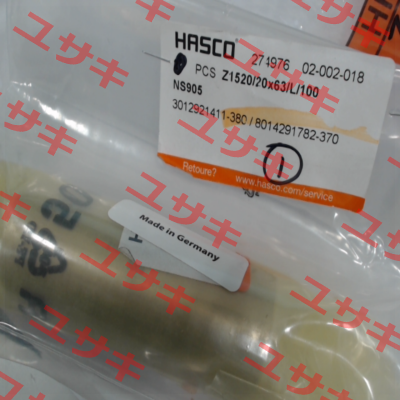 HASCO 274976 02-002-018
PCS Z1520/20x63/L/100
NS905
3012921411-380 / 8014291782-370
1
Retoure? www.hasco.com/service
Made in Germany
H
ユサキ
ユサキ
ユサキ
ユサキ
ユサキ
ユサキ
ユサキ
ユサキ
ユサキ